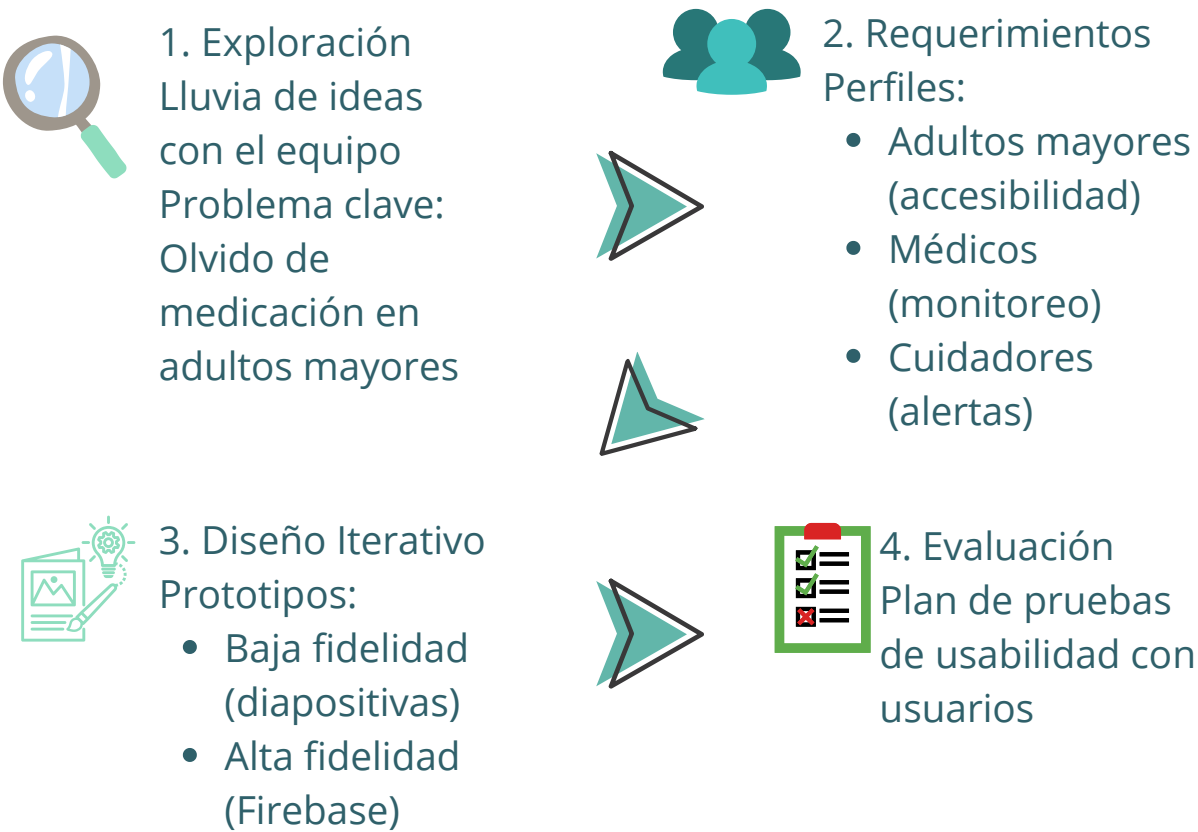 1. Exploración
Lluvia de ideas
con el equipo
Problema clave:
Olvido de
medicación en
adultos mayores
2. Requerimientos
Perfiles:
• Adultos mayores
(accesibilidad)
• Médicos
(monitoreo)
• Cuidadores
(alertas)
3. Diseño Iterativo
Prototipos:
• Baja fidelidad
(diapositivas)
• Alta fidelidad
(Firebase)
4. Evaluación
Plan de pruebas
de usabilidad con
usuarios